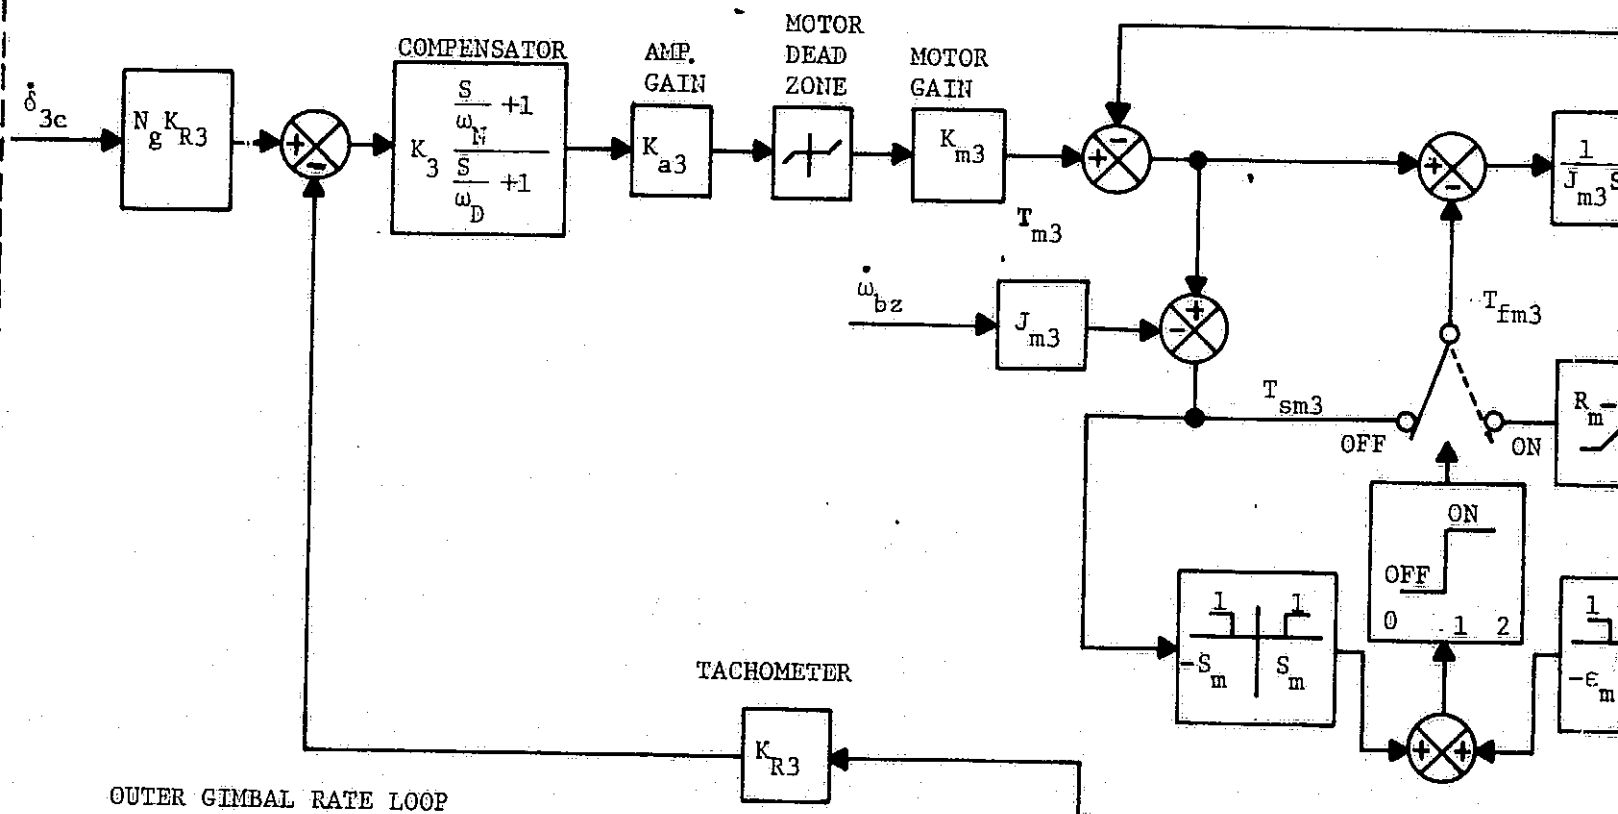 COMPENSATOR
AMP. GAIN
MOTOR DEAD ZONE
MOTOR GAIN
δ̇3c
NgKR3
+
-
K3
S/ωN +1
S/ωD +1
Ka3
Km3
+
-
Tm3
+
-
1
Jm3S
ω̇bz
Jm3
+
-
Tfm3
Tsm3
OFF
ON
Rm
ON
OFF
0 1 2
1 1
-Sm Sm
1
-εm
+ +
TACHOMETER
KR3
OUTER GIMBAL RATE LOOP